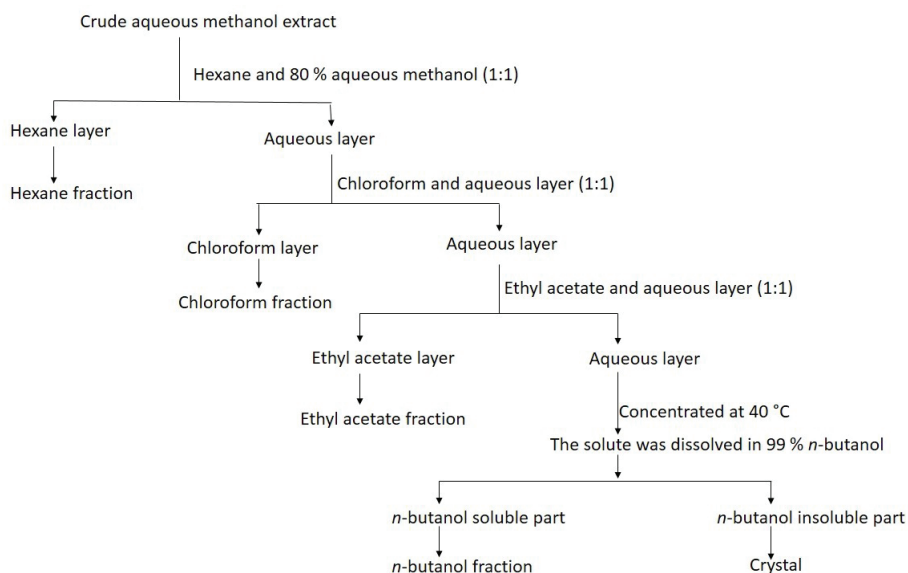 Crude aqueous methanol extract
Hexane and 80 % aqueous methanol (1:1)
Hexane layer
Aqueous layer
Hexane fraction
Chloroform and aqueous layer (1:1)
Chloroform layer
Aqueous layer
Chloroform fraction
Ethyl acetate and aqueous layer (1:1)
Ethyl acetate layer
Aqueous layer
Ethyl acetate fraction
Concentrated at 40 °C
The solute was dissolved in 99 % n-butanol
n-butanol soluble part
n-butanol insoluble part
n-butanol fraction
Crystal